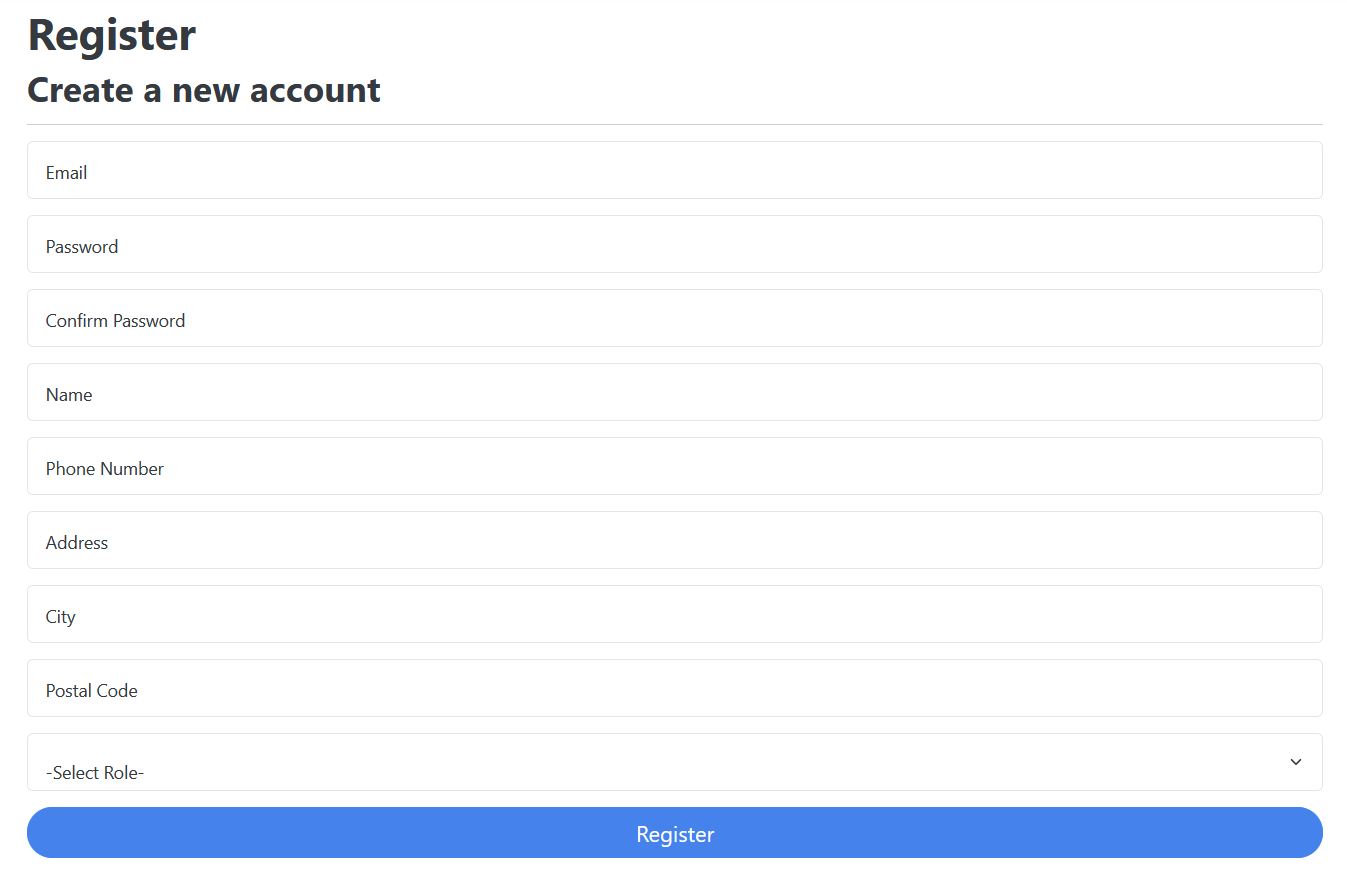 Register
Create a new account
Email
Password
Confirm Password
Name
Phone Number
Address
City
Postal Code
-Select Role-
Register